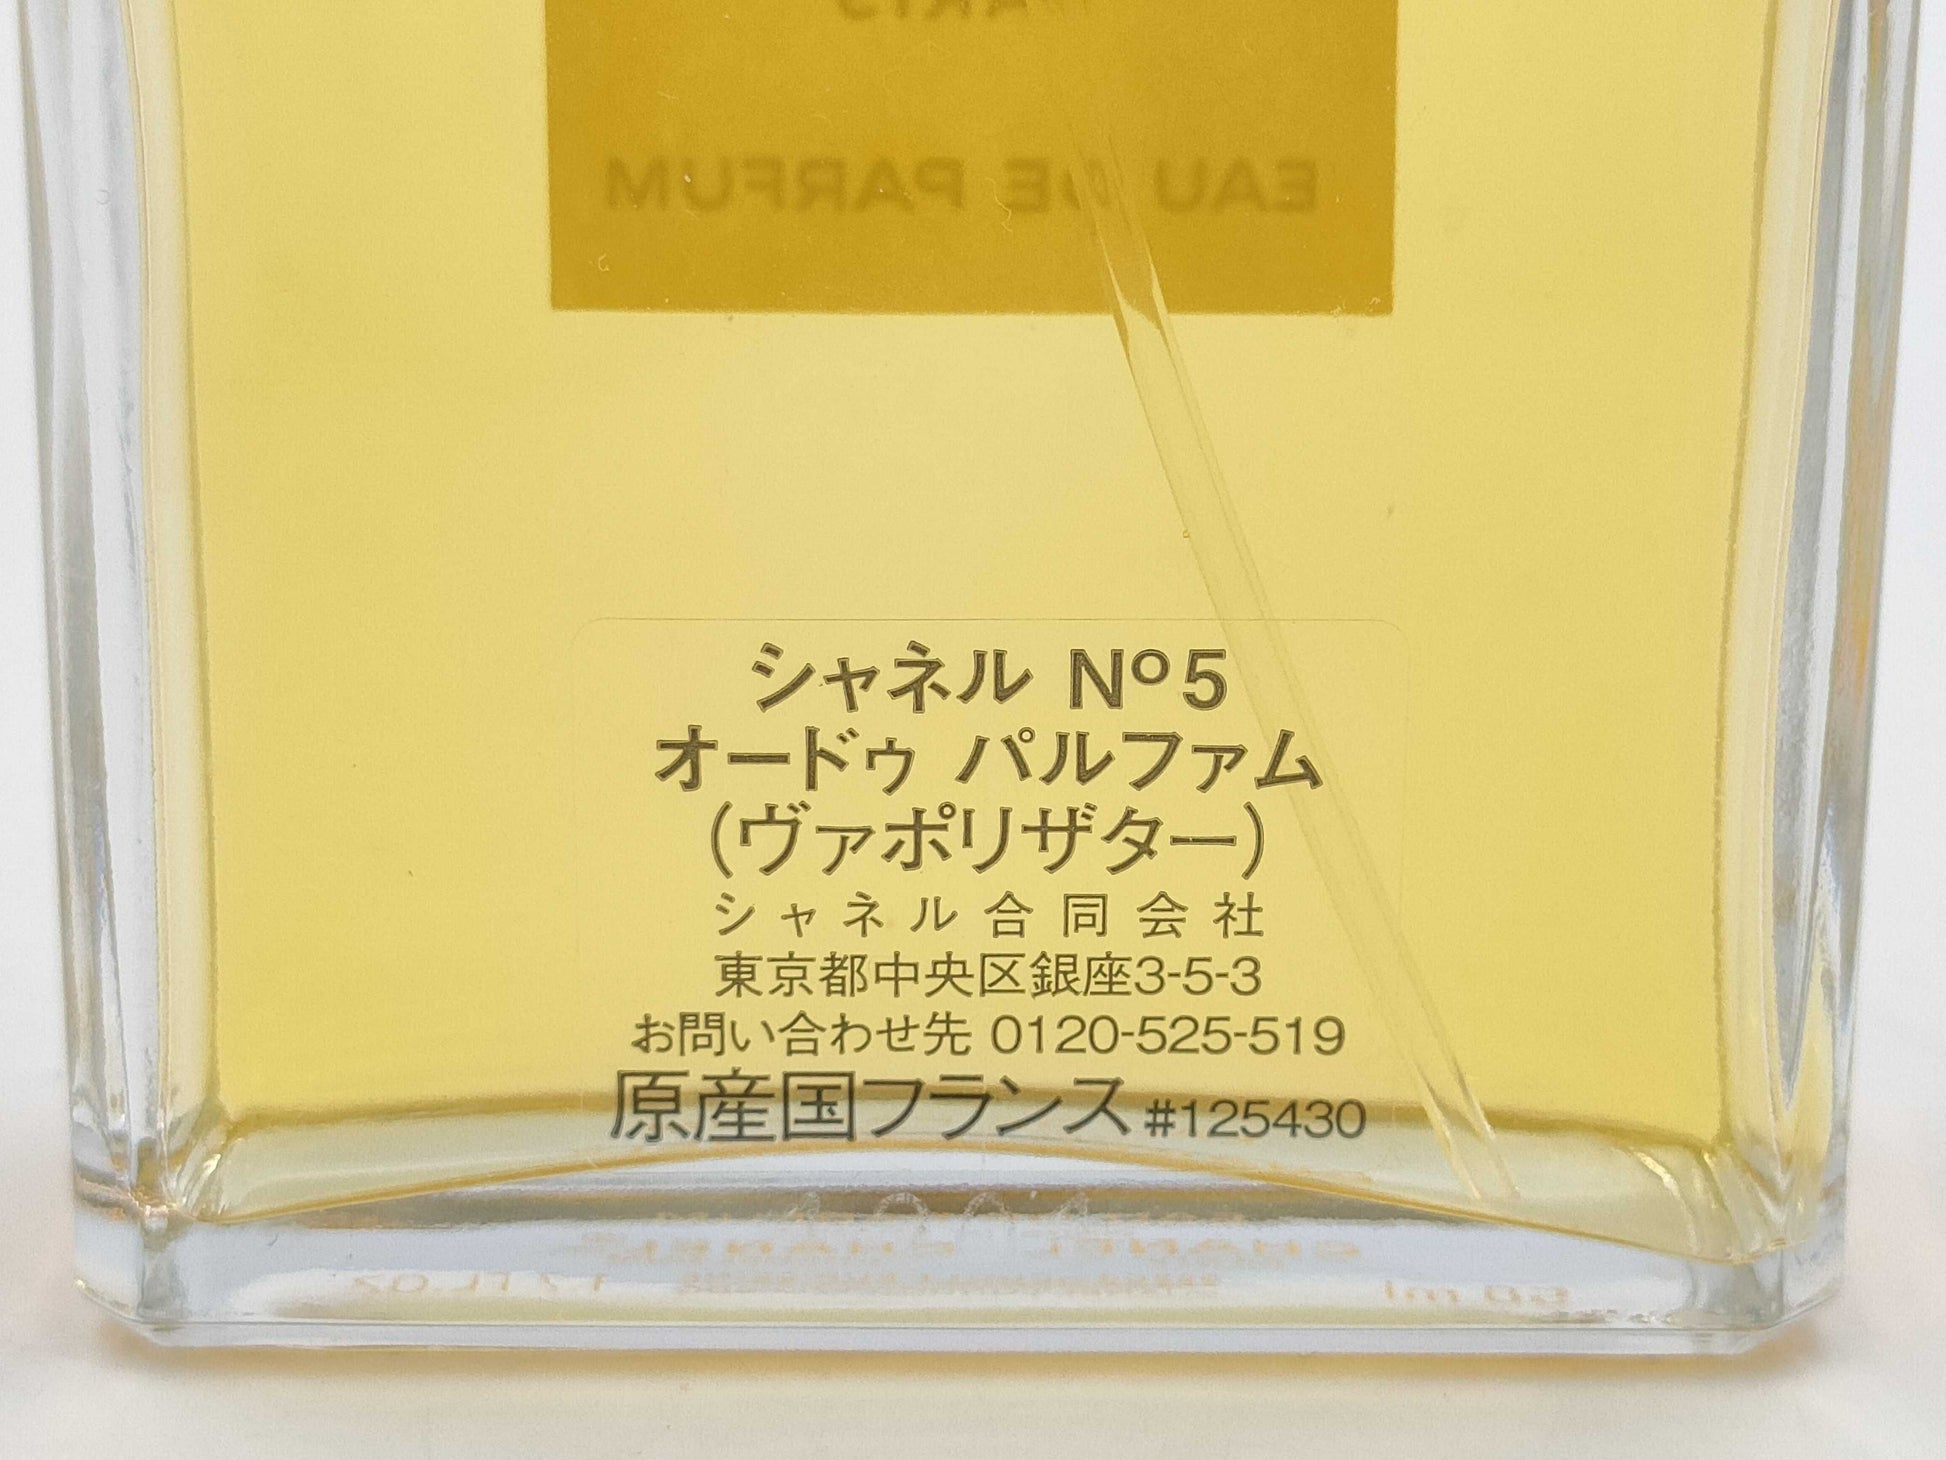 PARIS
EAU DE PARFUM
シャネル Nº5
オードゥ パルファム
(ヴァポリザター)
シャネル合同会社
東京都中央区銀座3-5-3
お問い合わせ先 0120-525-519
原産国フランス #125430